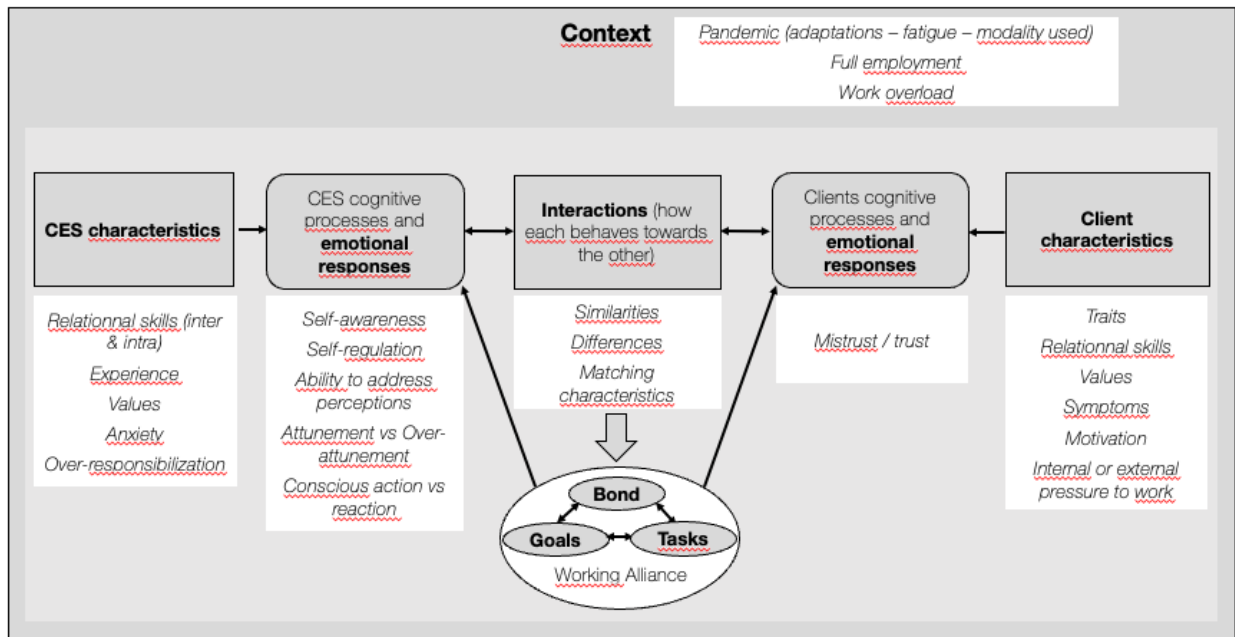 Context
Pandemic (adaptations – fatigue – modality used)
Full employment
Work overload
CES characteristics
CES cognitive
processes and
emotional
responses
Interactions (how
each behaves towards
the other)
Clients cognitive
processes and
emotional
responses
Client
characteristics
Relationnal skills (inter
& intra)
Experience
Values
Anxiety
Over-responsibilization
Self-awareness
Self-regulation
Ability to address
perceptions
Attunement vs Over-
attunement
Conscious action vs
reaction
Similarities
Differences
Matching
characteristics
Mistrust / trust
Traits
Relationnal skills
Values
Symptoms
Motivation
Internal or external
pressure to work
Bond
Goals
Tasks
Working Alliance